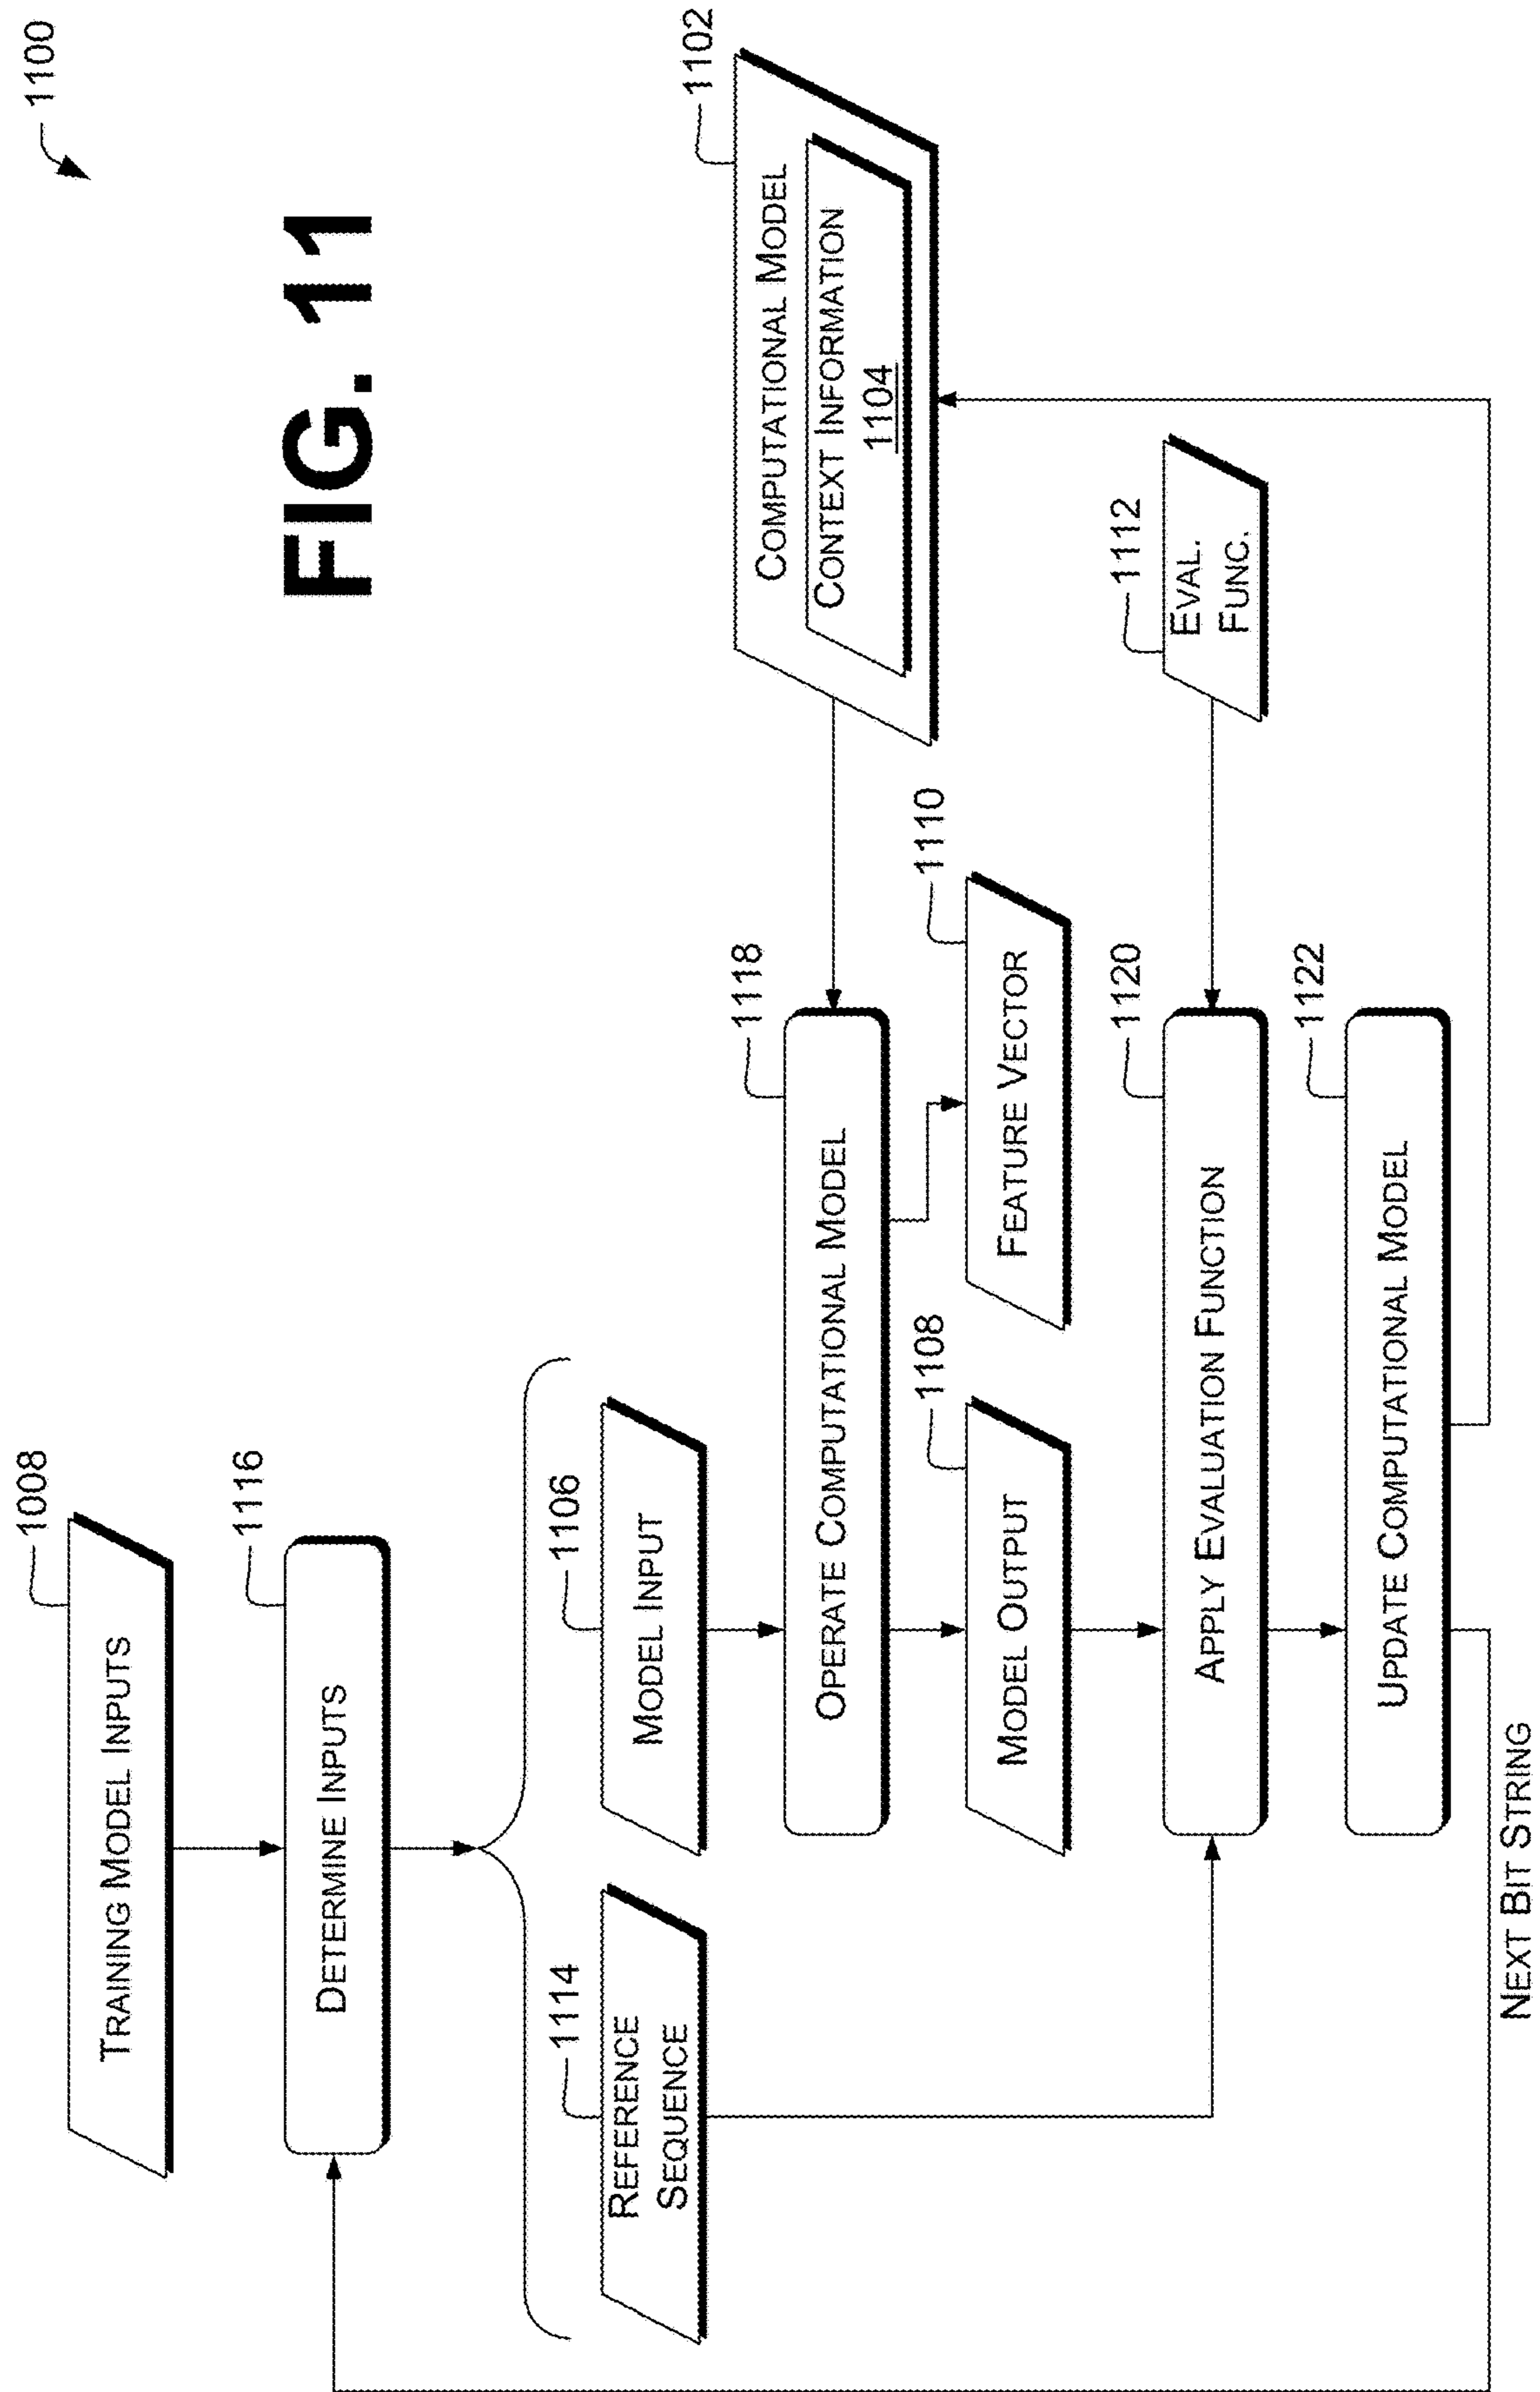 1100
FIG. 11
1008
TRAINING MODEL INPUTS
1116
DETERMINE INPUTS
1114
REFERENCE
SEQUENCE
1106
MODEL INPUT
1102
COMPUTATIONAL MODEL
CONTEXT INFORMATION
1104
1118
OPERATE COMPUTATIONAL MODEL
1108
MODEL OUTPUT
1110
FEATURE VECTOR
1112
EVAL.
FUNC.
1120
APPLY EVALUATION FUNCTION
1122
UPDATE COMPUTATIONAL MODEL
NEXT BIT STRING